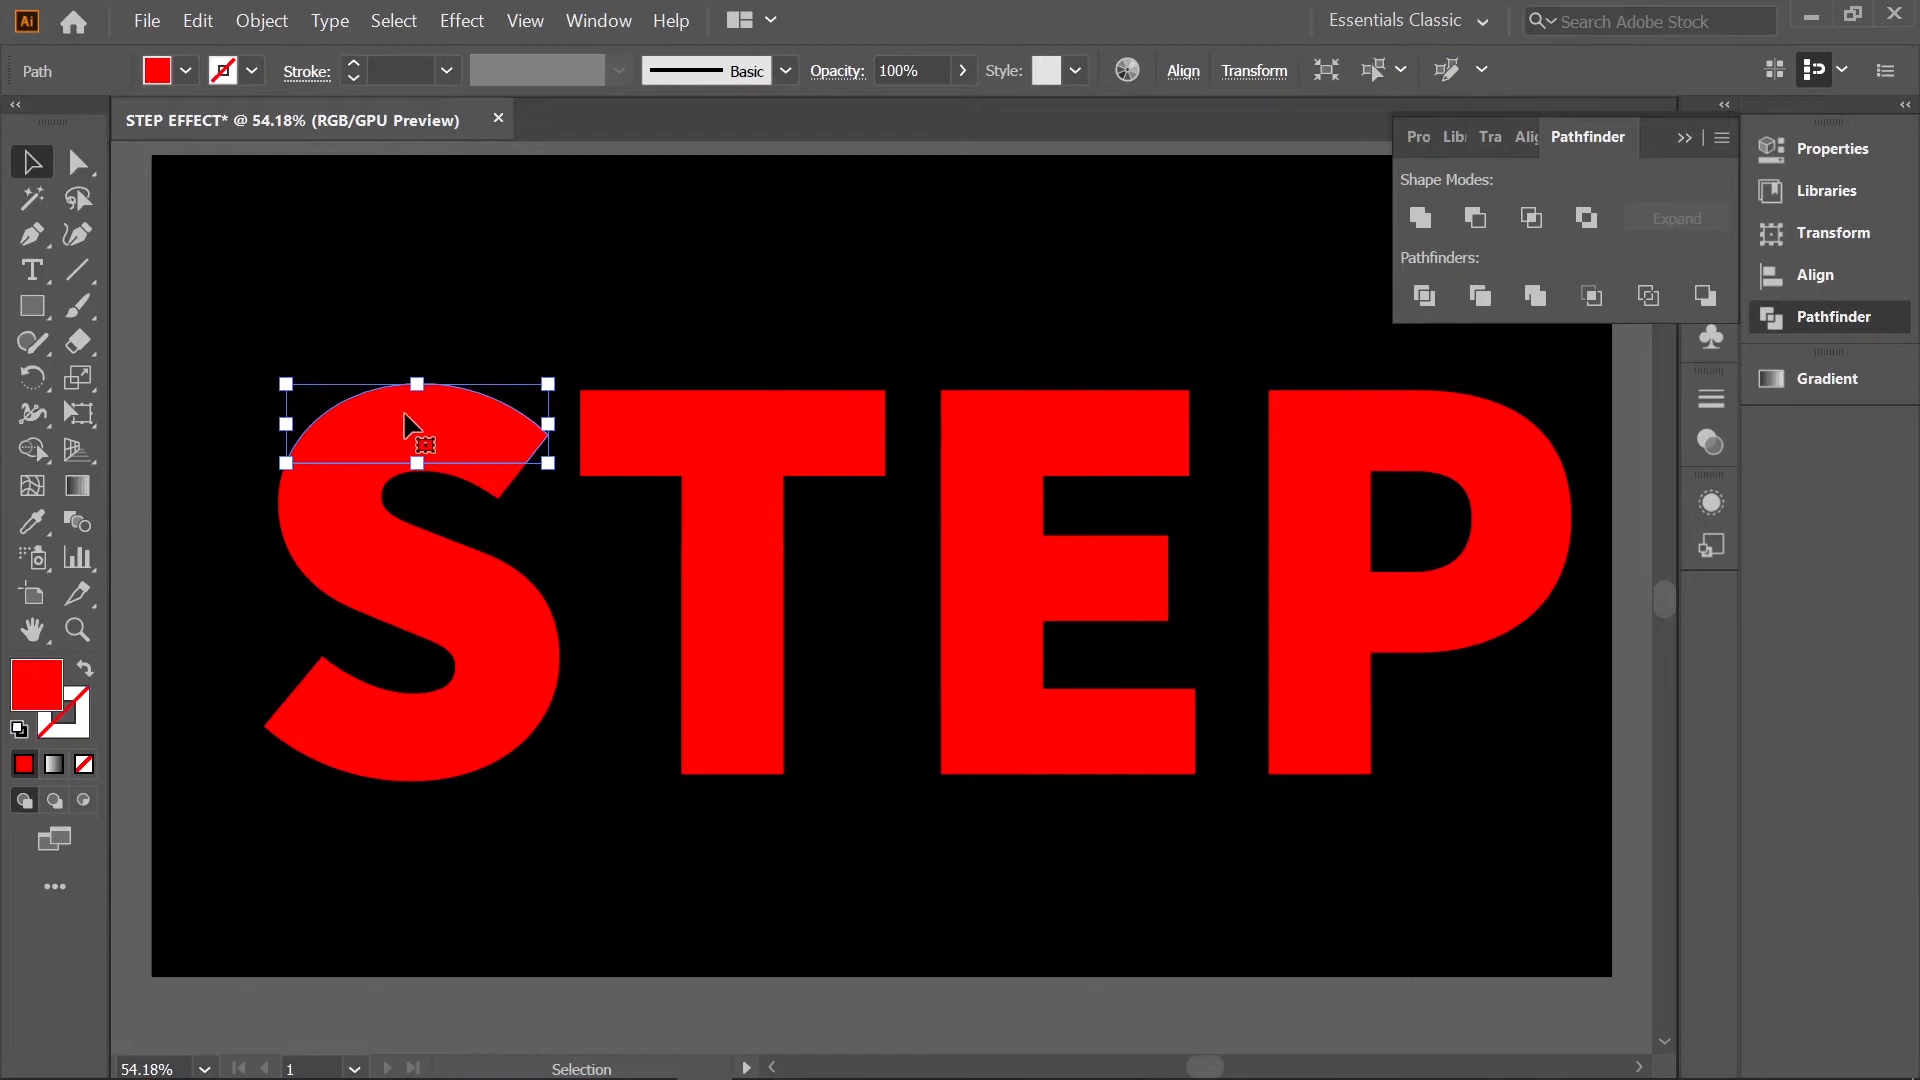 Ai File Edit Object Type Select Effect View Window Help Essentials Classic Search Adobe Stock
Path Stroke: Basic Opacity: 100% Style: Align Transform
STEP EFFECT* @ 54.18% (RGB/GPU Preview) ×
Pro Lib Tra Alig Pathfinder
Shape Modes:
Expand
Pathfinders:
Properties
Libraries
Transform
Align
Pathfinder
Gradient
STEP
54.18% 1 Selection